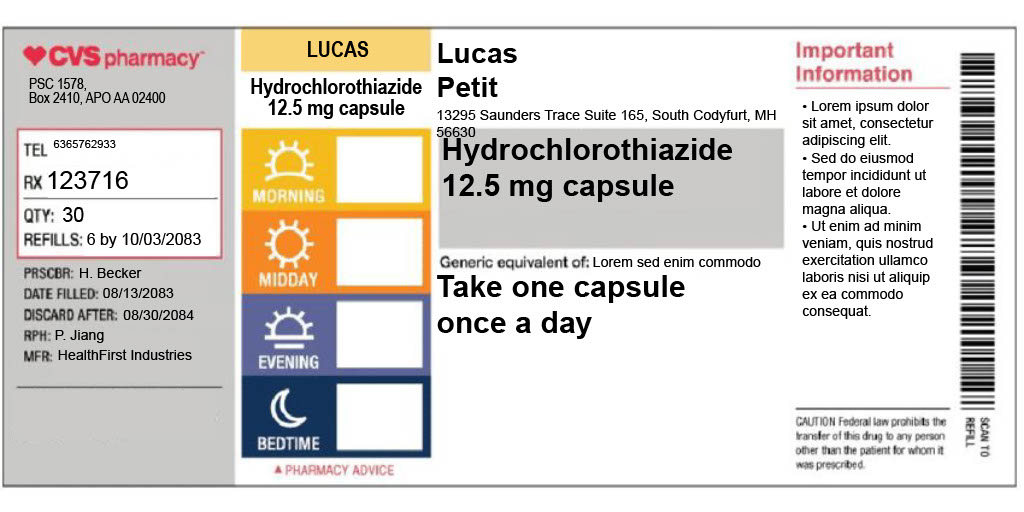 CVS pharmacy
PSC 1578,
Box 2410, APO AA 02400
TEL 6365762933
RX 123716
QTY: 30
REFILLS: 6 by 10/03/2083
PRSCBR: H. Becker
DATE FILLED: 08/13/2083
DISCARD AFTER: 08/30/2084
RPH: P. Jiang
MFR: HealthFirst Industries
LUCAS
Hydrochlorothiazide
12.5 mg capsule
MORNING
MIDDAY
EVENING
BEDTIME
▲ PHARMACY ADVICE
Lucas
Petit
13295 Saunders Trace Suite 165, South Codyfurt, MH
56630
Hydrochlorothiazide
12.5 mg capsule
Generic equivalent of: Lorem sed enim commodo
Take one capsule
once a day
Important
Information
• Lorem ipsum dolor
sit amet, consectetur
adipiscing elit.
• Sed do eiusmod
tempor incididunt ut
labore et dolore
magna aliqua.
• Ut enim ad minim
veniam, quis nostrud
exercitation ullamco
laboris nisi ut aliquip
ex ea commodo
consequat.
CAUTION Federal law prohibits the
transfer of this drug to any person
other than the patient for whom it
was prescribed.
SCAN TO
REFILL